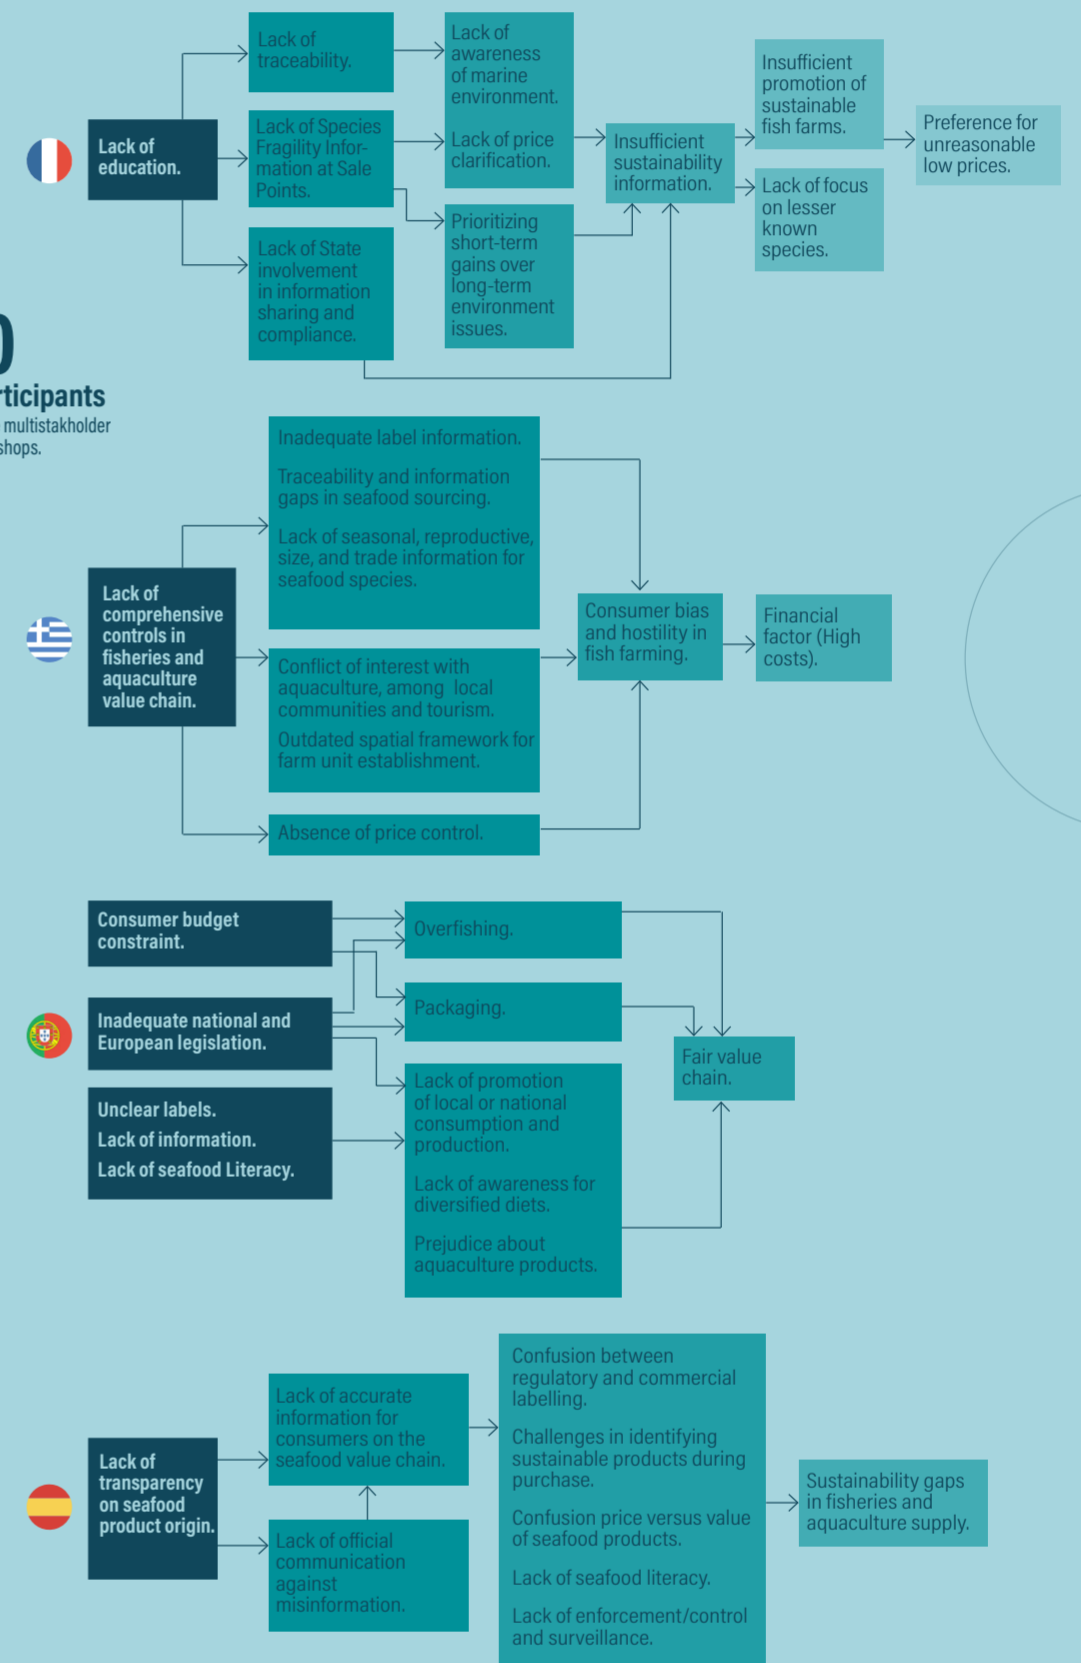 Lack of
education.
Lack of
traceability.
Lack of Species
Fragility Infor-
mation at Sale
Points.
Lack of State
involvement
in information
sharing and
compliance.
Lack of
awareness
of marine
environment.
Lack of price
clarification.
Prioritizing
short-term
gains over
long-term
environment
issues.
Insufficient
sustainability
information.
Insufficient
promotion of
sustainable
fish farms.
Lack of focus
on lesser
known
species.
Preference for
unreasonable
low prices.
0
rticipants
multistakholder
shops.
Lack of
comprehensive
controls in
fisheries and
aquaculture
value chain.
Inadequate label information.
Traceability and information
gaps in seafood sourcing.
Lack of seasonal, reproductive,
size, and trade information for
seafood species.
Conflict of interest with
aquaculture, among local
communities and tourism.
Outdated spatial framework for
farm unit establishment.
Absence of price control.
Consumer bias
and hostility in
fish farming.
Financial
factor (High
costs).
Consumer budget
constraint.
Inadequate national and
European legislation.
Unclear labels.
Lack of information.
Lack of seafood Literacy.
Overfishing.
Packaging.
Lack of promotion
of local or national
consumption and
production.
Lack of awareness for
diversified diets.
Prejudice about
aquaculture products.
Fair value
chain.
Lack of
transparency
on seafood
product origin.
Lack of accurate
information for
consumers on the
seafood value chain.
Lack of official
communication
against
misinformation.
Confusion between
regulatory and commercial
labelling.
Challenges in identifying
sustainable products during
purchase.
Confusion price versus value
of seafood products.
Lack of seafood literacy.
Lack of enforcement/control
and surveillance.
Sustainability gaps
in fisheries and
aquaculture supply.